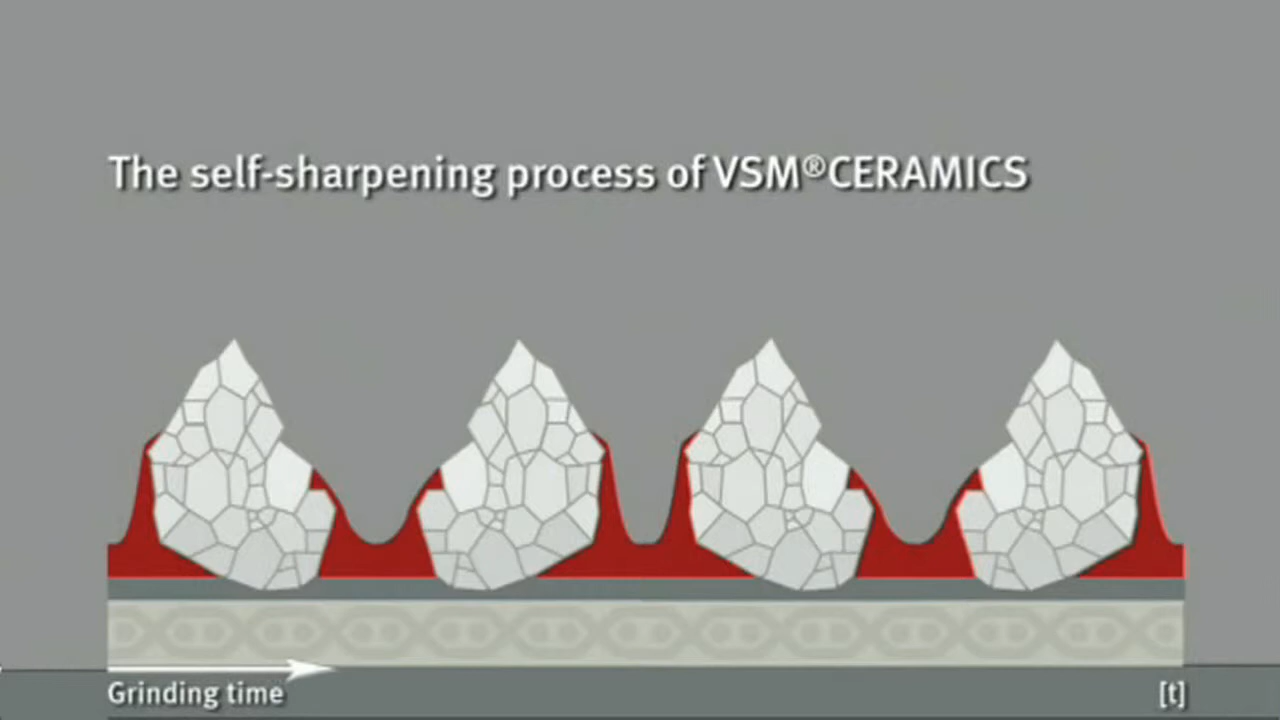 The self-sharpening process of VSM®CERAMICS
Grinding time
[t]